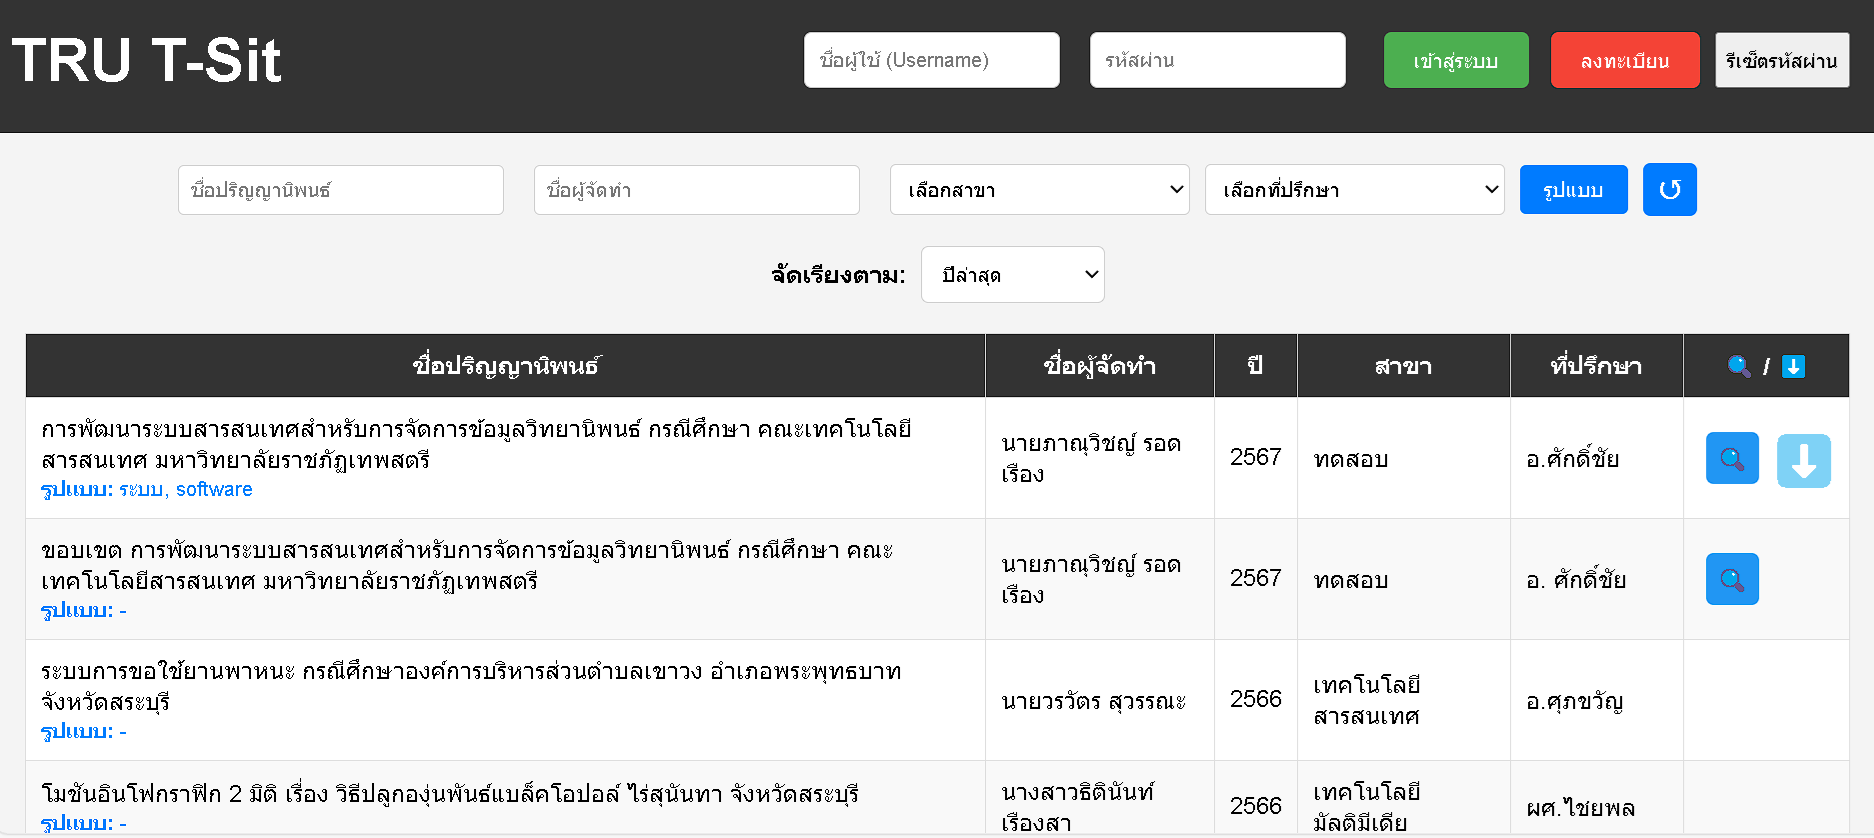 TRU T-Sit
ชื่อผู้ใช้ (Username)
รหัสผ่าน
เข้าสู่ระบบ
ลงทะเบียน
รีเซ็ตรหัสผ่าน
ชื่อปริญญานิพนธ์
ชื่อผู้จัดทำ
เลือกสาขา
เลือกที่ปรึกษา
รูปแบบ
จัดเรียงตาม:
ปีล่าสุด
ชื่อปริญญานิพนธ์
ชื่อผู้จัดทำ
ปี
สาขา
ที่ปรึกษา
/
การพัฒนาระบบสารสนเทศสำหรับการจัดการข้อมูลวิทยานิพนธ์ กรณีศึกษา คณะเทคโนโลยี
สารสนเทศ มหาวิทยาลัยราชภัฏเทพสตรี
รูปแบบ: ระบบ, software
นายภาณุวิชญ์ รอด
เรือง
2567
ทดสอบ
อ.ศักดิ์ชัย
ขอบเขต การพัฒนาระบบสารสนเทศสำหรับการจัดการข้อมูลวิทยานิพนธ์ กรณีศึกษา คณะ
เทคโนโลยีสารสนเทศ มหาวิทยาลัยราชภัฏเทพสตรี
รูปแบบ: -
นายภาณุวิชญ์ รอด
เรือง
2567
ทดสอบ
อ. ศักดิ์ชัย
ระบบการขอใช้ยานพาหนะ กรณีศึกษาองค์การบริหารส่วนตำบลเขาวง อำเภอพระพุทธบาท
จังหวัดสระบุรี
รูปแบบ: -
นายวรวัตร สุวรรณะ
2566
เทคโนโลยี
สารสนเทศ
อ.ศุภขวัญ
โมชันอินโฟกราฟิก 2 มิติ เรื่อง วิธีปลูกองุ่นพันธ์แบล็คโอปอล์ ไร่สุนันทา จังหวัดสระบุรี
รูปแบบ: -
นางสาวธิตินันท์
เรืองสา
2566
เทคโนโลยี
มัลติมีเดีย
ผศ.ไชยพล